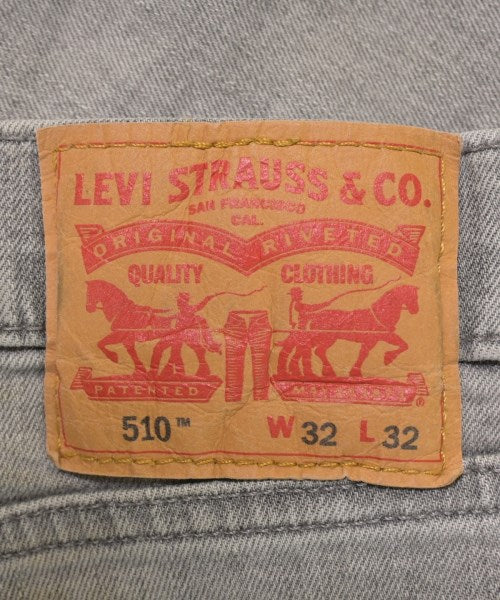 LEVI STRAUSS & CO.
SAN FRANCISCO
CAL.
ORIGINAL RIVETED
QUALITY CLOTHING
PATENTED
®
510™ W 32 L 32